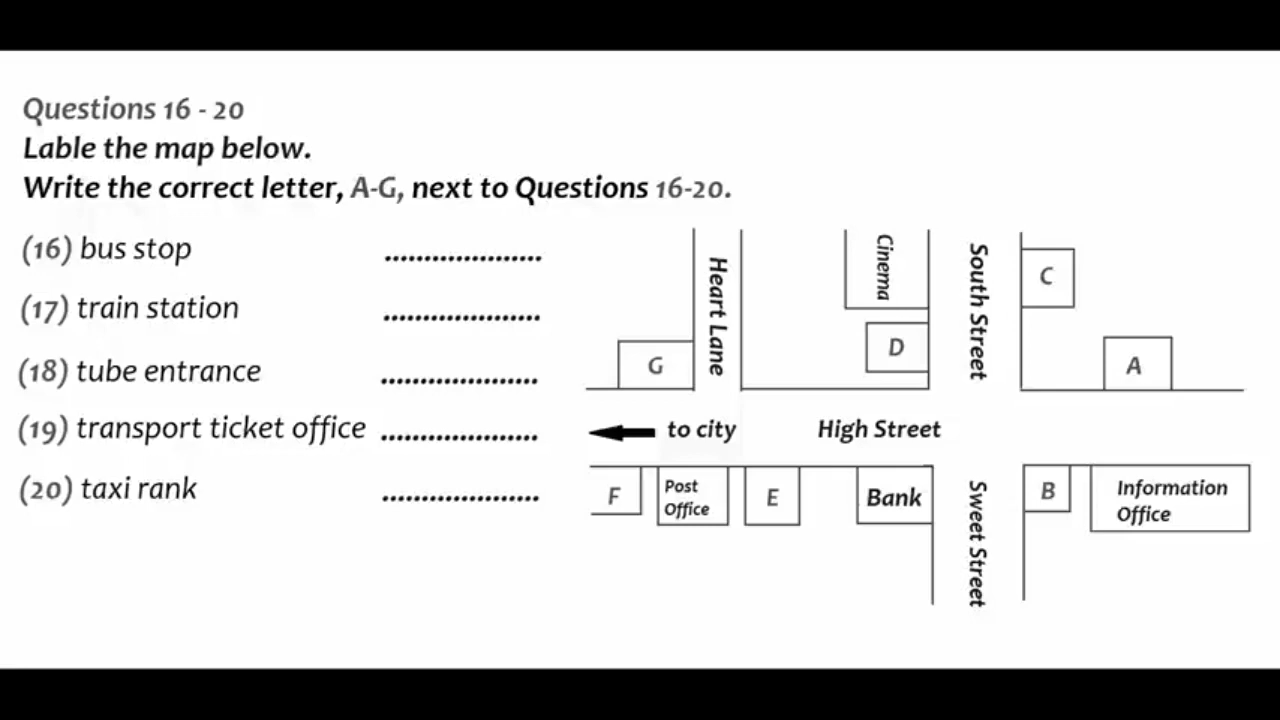 Questions 16 - 20
Lable the map below.
Write the correct letter, A-G, next to Questions 16-20.
(16) bus stop ....................
(17) train station ....................
(18) tube entrance ....................
(19) transport ticket office ....................
(20) taxi rank ....................
Heart Lane
Cinema
South Street
C
G
D
A
to city
High Street
F
Post
Office
E
Bank
Sweet Street
B
Information
Office